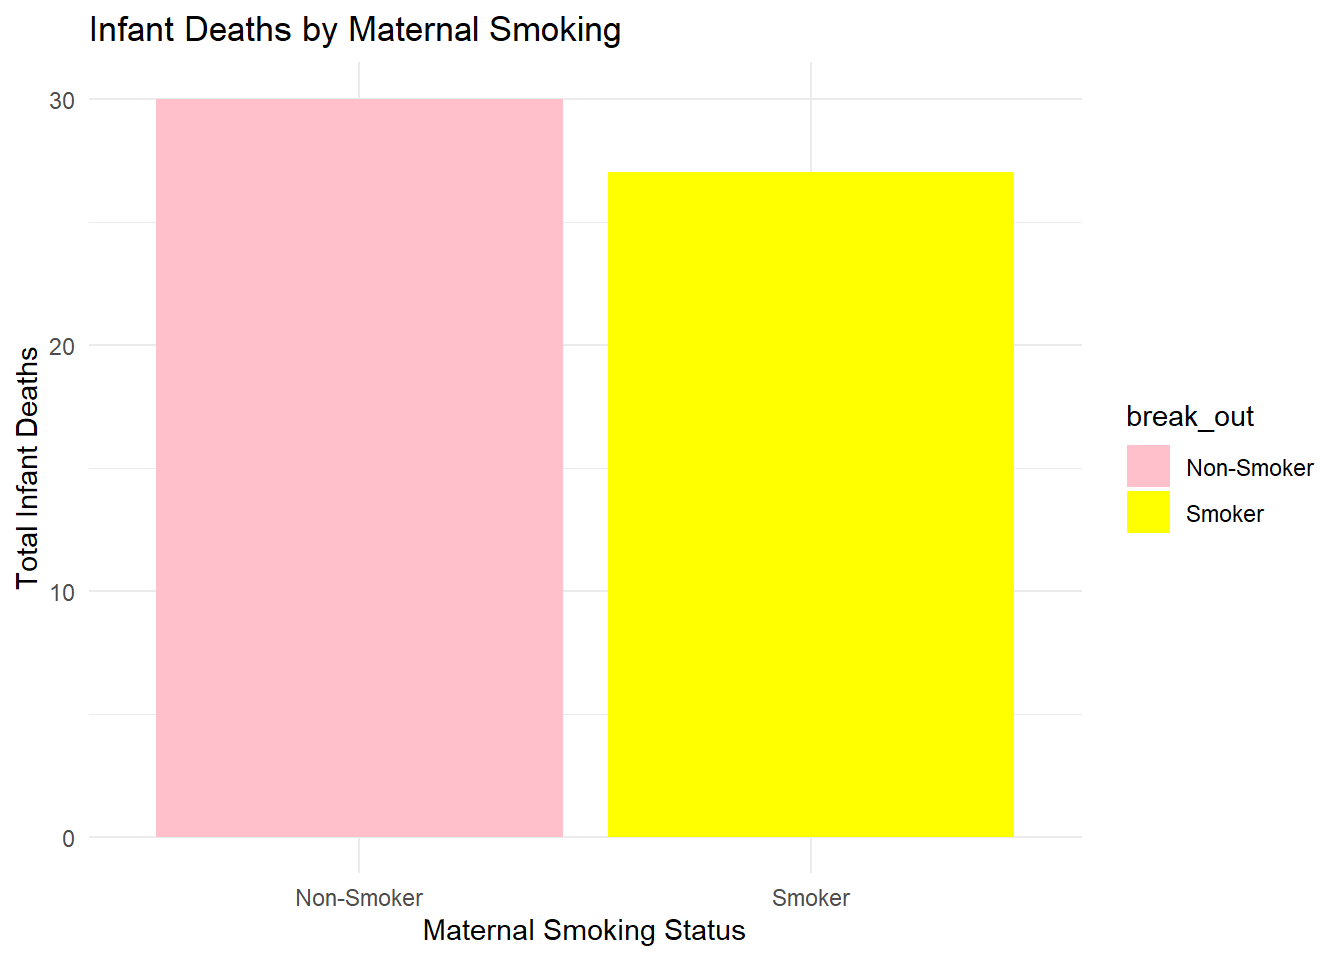 Infant Deaths by Maternal Smoking
Total Infant Deaths
30
20
10
0
Non-Smoker
Smoker
Maternal Smoking Status
break_out
Non-Smoker
Smoker